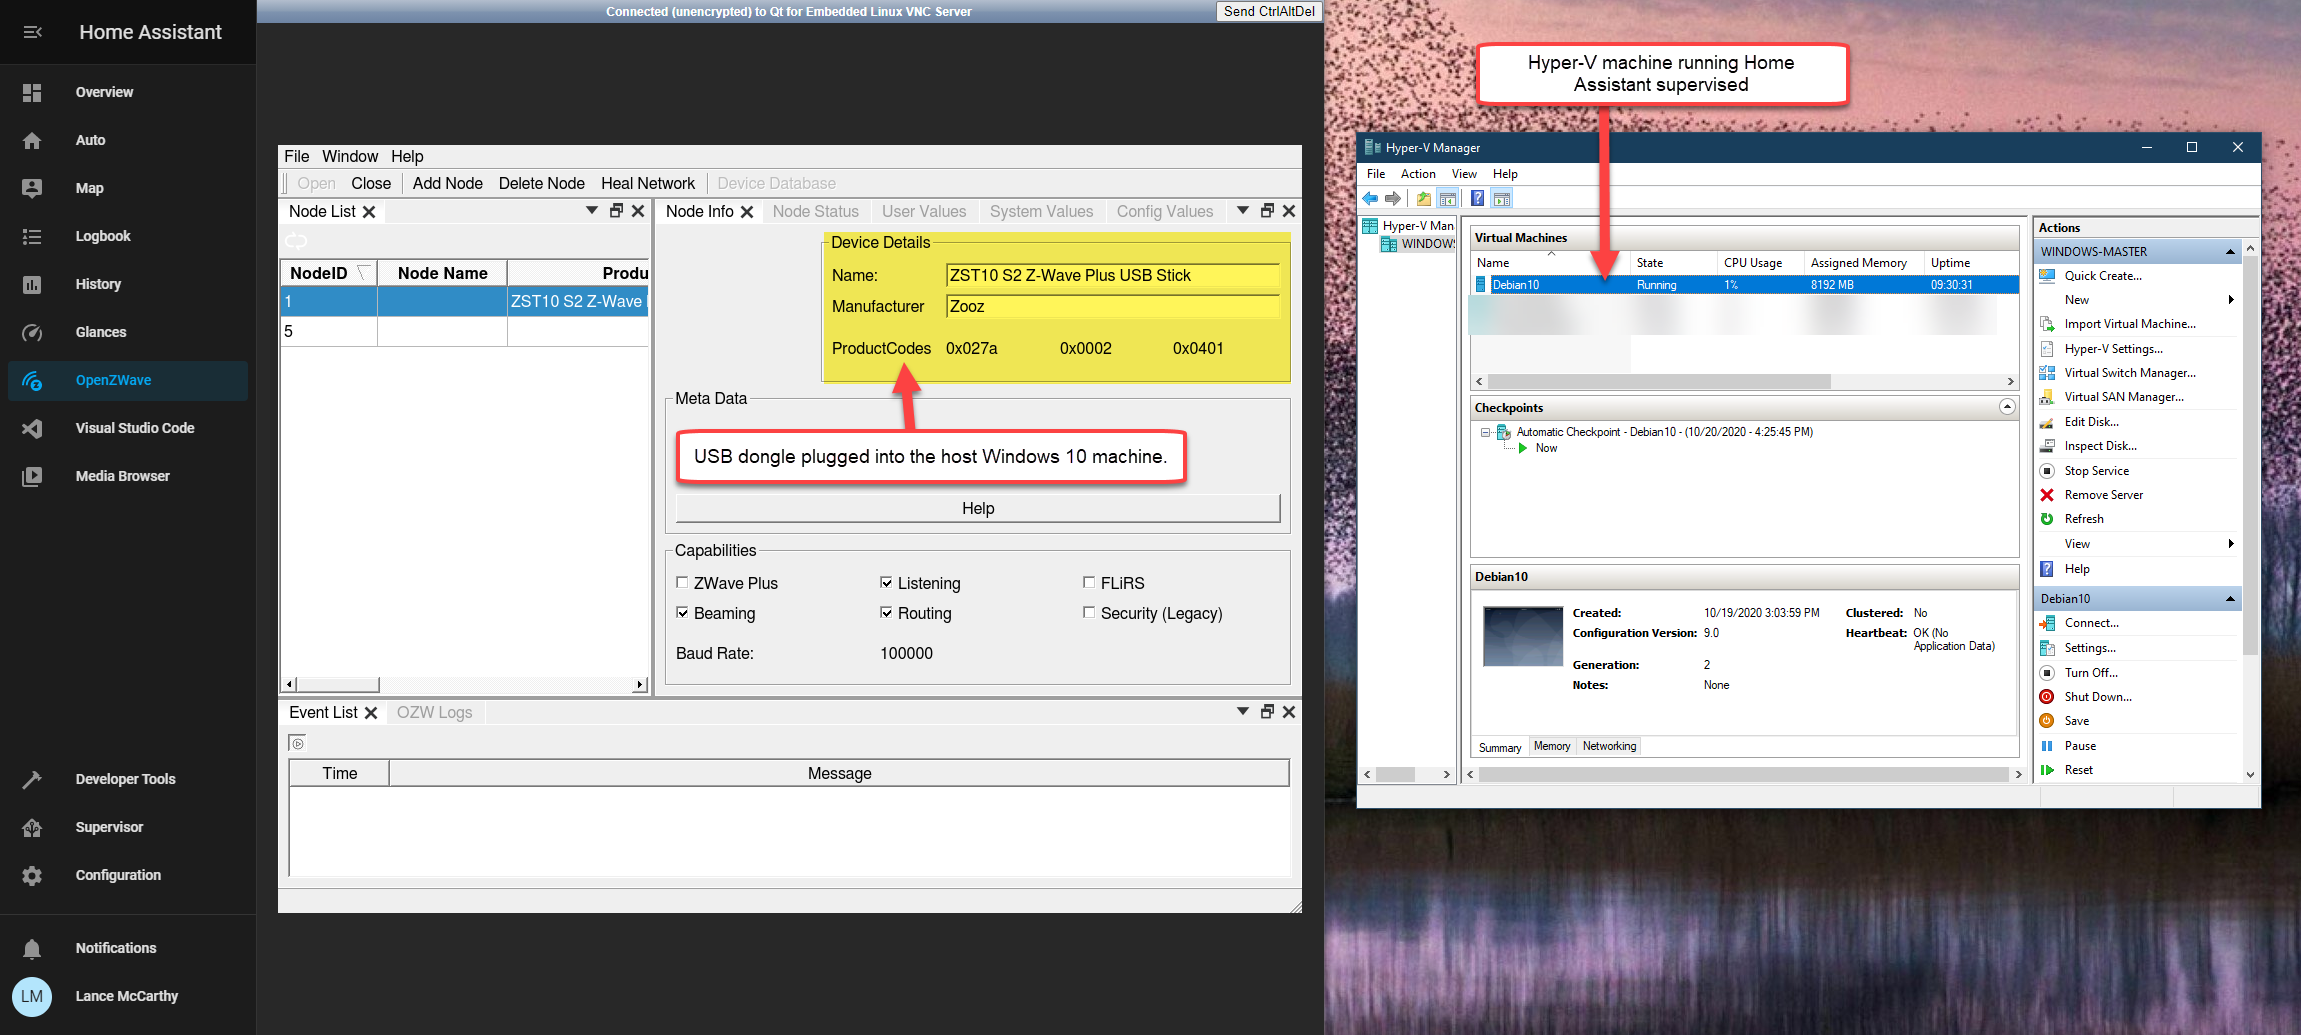 Home Assistant
Overview
Auto
Map
Logbook
History
Glances
OpenZWave
Visual Studio Code
Media Browser
Developer Tools
Supervisor
Configuration
Notifications
LM
Lance McCarthy
Connected (unencrypted) to Qt for Embedded Linux VNC Server
Send CtrlAltDel
File Window Help
Open Close Add Node Delete Node Heal Network Device Database
Node List
NodeID Node Name Produ
1 ZST10 S2 Z-Wave
5
Node Info Node Status User Values System Values Config Values
Device Details
Name: ZST10 S2 Z-Wave Plus USB Stick
Manufacturer Zooz
ProductCodes 0x027a 0x0002 0x0401
Meta Data
USB dongle plugged into the host Windows 10 machine.
Help
Capabilities
ZWave Plus Listening FLiRS
Beaming Routing Security (Legacy)
Baud Rate: 100000
Event List OZW Logs
Time Message
Hyper-V machine running Home
Assistant supervised
Hyper-V Manager
File Action View Help
Hyper-V Man
WINDOWS
Virtual Machines
Name State CPU Usage Assigned Memory Uptime
Debian10 Running 1% 8192 MB 09:30:31
Checkpoints
Automatic Checkpoint - Debian10 - (10/20/2020 - 4:25:45 PM)
Now
Debian10
Created: 10/19/2020 3:03:59 PM Clustered: No
Configuration Version: 9.0 Heartbeat: OK (No
Application Data)
Generation: 2
Notes: None
Summary Memory Networking
Actions
WINDOWS-MASTER
Quick Create...
New
Import Virtual Machine...
Hyper-V Settings...
Virtual Switch Manager...
Virtual SAN Manager...
Edit Disk...
Inspect Disk...
Stop Service
Remove Server
Refresh
View
Help
Debian10
Connect...
Settings...
Turn Off...
Shut Down...
Save
Pause
Reset